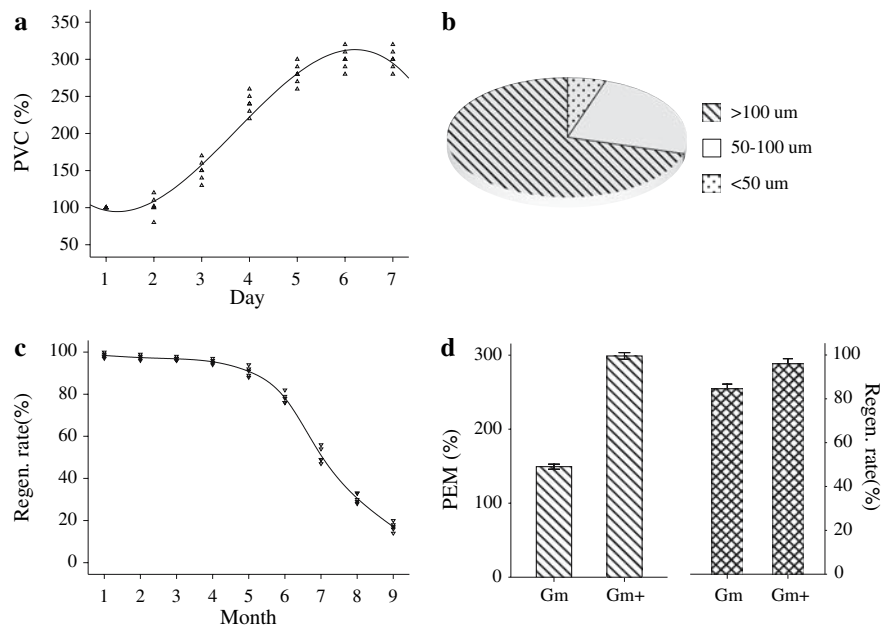 a
350
300
250
200
150
100
50
PVC (%)
1 2 3 4 5 6 7
Day
b
>100 um
50-100 um
<50 um
c
100
80
60
40
20
0
Regen. rate(%)
1 2 3 4 5 6 7 8 9
Month
d
300
200
100
0
PEM (%)
Gm Gm+
Gm Gm+
100
80
60
40
20
0
Regen. rate(%)